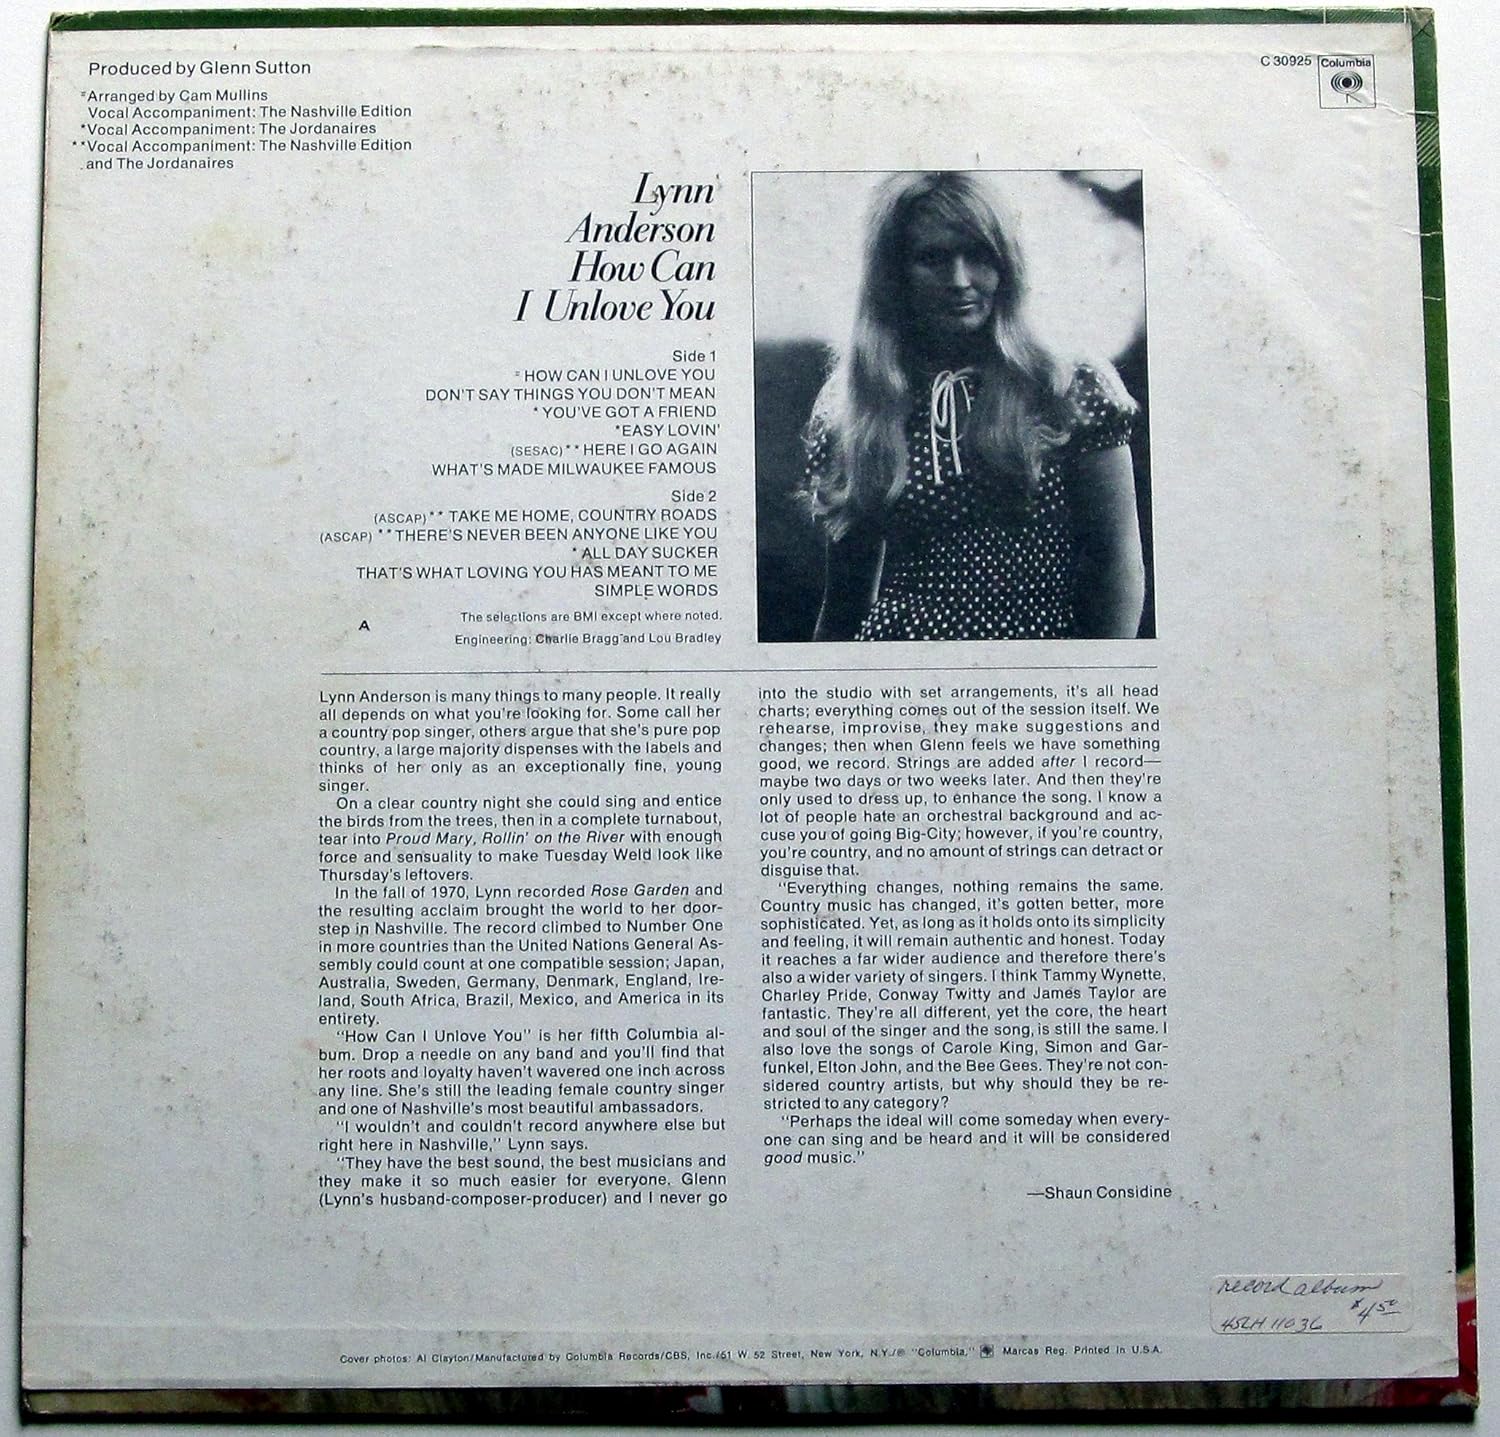 Produced by Glenn Sutton
=Arranged by Cam Mullins
Vocal Accompaniment: The Nashville Edition
*Vocal Accompaniment: The Jordanaires
**Vocal Accompaniment: The Nashville Edition
and The Jordanaires
C 30925
Columbia
Lynn
Anderson
How Can
I Unlove You
Side 1
= HOW CAN I UNLOVE YOU
DON'T SAY THINGS YOU DON'T MEAN
* YOU'VE GOT A FRIEND
*EASY LOVIN'
(SESAC) ** HERE I GO AGAIN
WHAT'S MADE MILWAUKEE FAMOUS
Side 2
(ASCAP) ** TAKE ME HOME, COUNTRY ROADS
(ASCAP) ** THERE'S NEVER BEEN ANYONE LIKE YOU
* ALL DAY SUCKER
THAT'S WHAT LOVING YOU HAS MEANT TO ME
SIMPLE WORDS
A
The selections are BMI except where noted.
Engineering: Charlie Bragg and Lou Bradley
Lynn Anderson is many things to many people. It really
all depends on what you're looking for. Some call her
a country pop singer, others argue that she's pure pop
country, a large majority dispenses with the labels and
thinks of her only as an exceptionally fine, young
singer.
On a clear country night she could sing and entice
the birds from the trees, then in a complete turnabout,
tear into Proud Mary, Rollin' on the River with enough
force and sensuality to make Tuesday Weld look like
Thursday's leftovers.
In the fall of 1970, Lynn recorded Rose Garden and
the resulting acclaim brought the world to her door-
step in Nashville. The record climbed to Number One
in more countries than the United Nations General As-
sembly could count at one compatible session; Japan,
Australia, Sweden, Germany, Denmark, England, Ire-
land, South Africa, Brazil, Mexico, and America in its
entirety.
"How Can I Unlove You" is her fifth Columbia al-
bum. Drop a needle on any band and you'll find that
her roots and loyalty haven't wavered one inch across
any line. She's still the leading female country singer
and one of Nashville's most beautiful ambassadors.
"I wouldn't and couldn't record anywhere else but
right here in Nashville," Lynn says.
"They have the best sound, the best musicians and
they make it so much easier for everyone. Glenn
(Lynn's husband-composer-producer) and I never go
into the studio with set arrangements, it's all head
charts; everything comes out of the session itself. We
rehearse, improvise, they make suggestions and
changes; then when Glenn feels we have something
good, we record. Strings are added after I record—
maybe two days or two weeks later. And then they're
only used to dress up, to enhance the song. I know a
lot of people hate an orchestral background and ac-
cuse you of going Big-City; however, if you're country,
you're country, and no amount of strings can detract or
disguise that.
"Everything changes, nothing remains the same.
Country music has changed, it's gotten better, more
sophisticated. Yet, as long as it holds onto its simplicity
and feeling, it will remain authentic and honest. Today
it reaches a far wider audience and therefore there's
also a wider variety of singers. I think Tammy Wynette,
Charley Pride, Conway Twitty and James Taylor are
fantastic. They're all different, yet the core, the heart
and soul of the singer and the song, is still the same. I
also love the songs of Carole King, Simon and Gar-
funkel, Elton John, and the Bee Gees. They're not con-
sidered country artists, but why should they be re-
stricted to any category?
"Perhaps the ideal will come someday when every-
one can sing and be heard and it will be considered
good music."
—Shaun Considine
record album
$4.50
45LH 11036
Cover photos: Al Clayton/Manufactured by Columbia Records/CBS, Inc./51 W. 52 Street, New York, N.Y./℗ "Columbia," Marcas Reg. Printed in U.S.A.